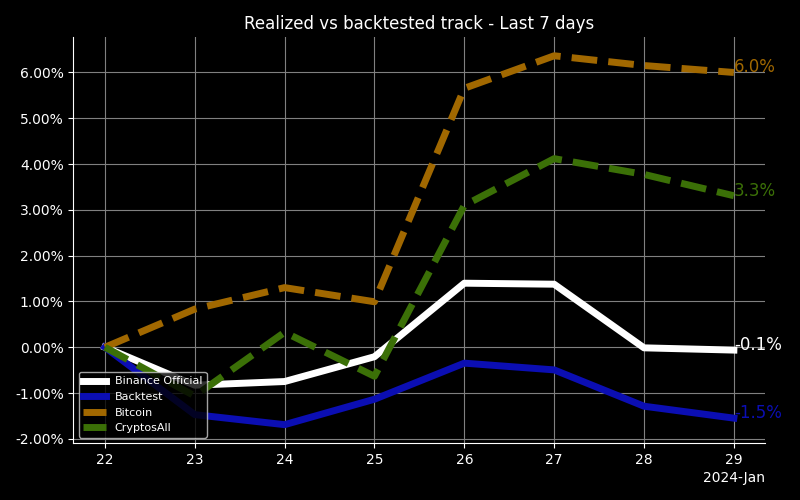 Realized vs backtested track - Last 7 days
6.00%
5.00%
4.00%
3.00%
2.00%
1.00%
0.00%
-1.00%
-2.00%
6.0%
3.3%
-0.1%
-1.5%
Binance Official
Backtest
Bitcoin
CryptosAll
22 23 24 25 26 27 28 29
2024-Jan